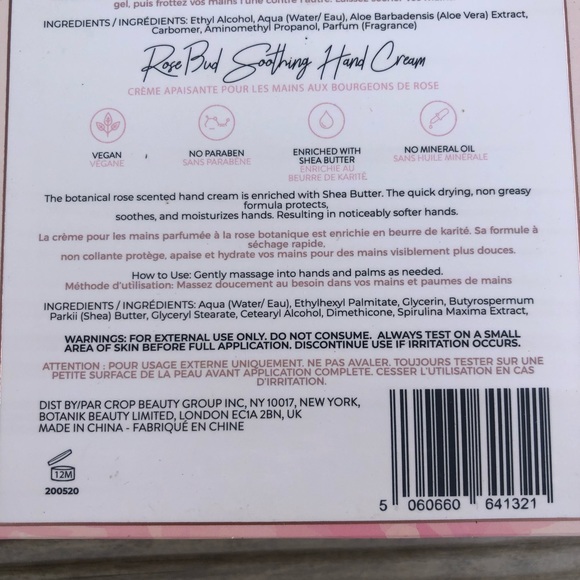 gel, puis frottez vos mains l'une contre l'autre. Laissez sécher vos mains
INGREDIENTS / INGRÉDIENTS: Ethyl Alcohol, Aqua (Water/ Eau), Aloe Barbadensis (Aloe Vera) Extract,
Carbomer, Aminomethyl Propanol, Parfum (Fragrance)
Rose Bud Soothing Hand Cream
CRÈME APAISANTE POUR LES MAINS AUX BOURGEONS DE ROSE
VEGAN
VÉGANE
NO PARABEN
SANS PARABÈNE
ENRICHED WITH
SHEA BUTTER
ENRICHIE AU
BEURRE DE KARITÉ
NO MINERAL OIL
SANS HUILE MINÉRALE
The botanical rose scented hand cream is enriched with Shea Butter. The quick drying, non greasy
formula protects,
soothes, and moisturizes hands. Resulting in noticeably softer hands.
La crème pour les mains parfumée à la rose botanique est enrichie en beurre de karité. Sa formule à
séchage rapide,
non collante protège, apaise et hydrate vos mains pour des mains visiblement plus douces.
How to Use: Gently massage into hands and palms as needed.
Méthode d'utilisation: Massez doucement au besoin dans vos mains et paumes de mains
INGREDIENTS / INGRÉDIENTS: Aqua (Water/ Eau), Ethylhexyl Palmitate, Glycerin, Butyrospermum
Parkii (Shea) Butter, Glyceryl Stearate, Cetearyl Alcohol, Dimethicone, Spirulina Maxima Extract,
WARNINGS: FOR EXTERNAL USE ONLY. DO NOT CONSUME. ALWAYS TEST ON A SMALL
AREA OF SKIN BEFORE FULL APPLICATION. DISCONTINUE USE IF IRRITATION OCCURS.
ATTENTION : POUR USAGE EXTERNE UNIQUEMENT. NE PAS AVALER. TOUJOURS TESTER SUR UNE
PETITE SURFACE DE LA PEAU AVANT APPLICATION COMPLETE. CESSER L'UTILISATION EN CAS
D'IRRITATION.
DIST BY/PAR CROP BEAUTY GROUP INC, NY 10017, NEW YORK,
BOTANIK BEAUTY LIMITED, LONDON EC1A 2BN, UK
MADE IN CHINA - FABRIQUÉ EN CHINE
12M
200520
5 060660 641321